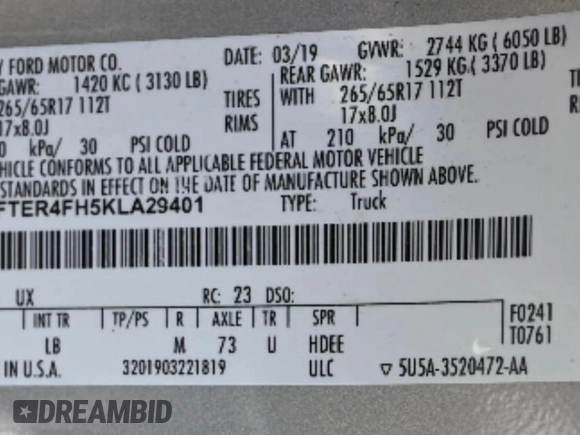 Y FORD MOTOR CO. DATE: 03/19 GVWR: 2744 KG (6050 LB)
GAWR: 1420 KC (3130 LB) REAR GAWR: 1529 KG.(3370 LB)
265/65R17 112T TIRES WITH 265/65R17 112T
17x8.0J RIMS 17x8.0J
0 kPa/ 30 PSI COLD AT 210 kPa/ 30 PSI COLD
HICLE CONFORMS TO ALL APPLICABLE FEDERAL MOTOR VEHICLE
STANDARDS IN EFFECT ON THE DATE OF MANUFACTURE SHOWN ABOVE.
FTER4FH5KLA29401 TYPE: Truck
UX RC: 23 DSO:
INT TR TP/PS R AXLE TR SPR F0241
LB M 73 U HDEE T0761
IN U.S.A. 3201903221819 ULC ▽ 5U5A-3520472-AA
DREAMBID